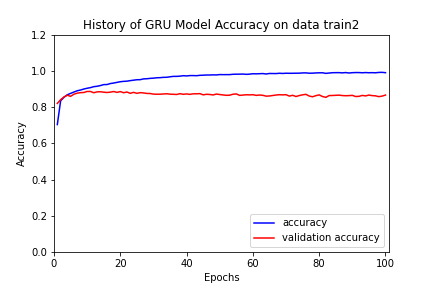 History of GRU Model Accuracy on data train2
1.2
1.0
0.8
0.6
0.4
0.2
0.0
Accuracy
0 20 40 60 80 100
Epochs
accuracy
validation accuracy